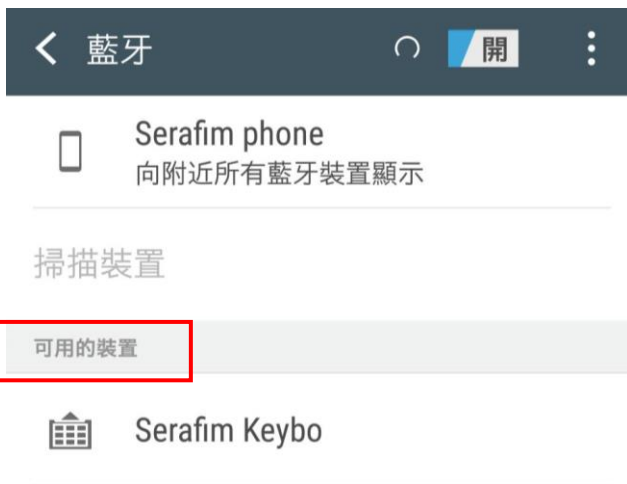 藍牙 開
Serafim phone
向附近所有藍牙裝置顯示
掃描裝置
可用的裝置
Serafim Keybo